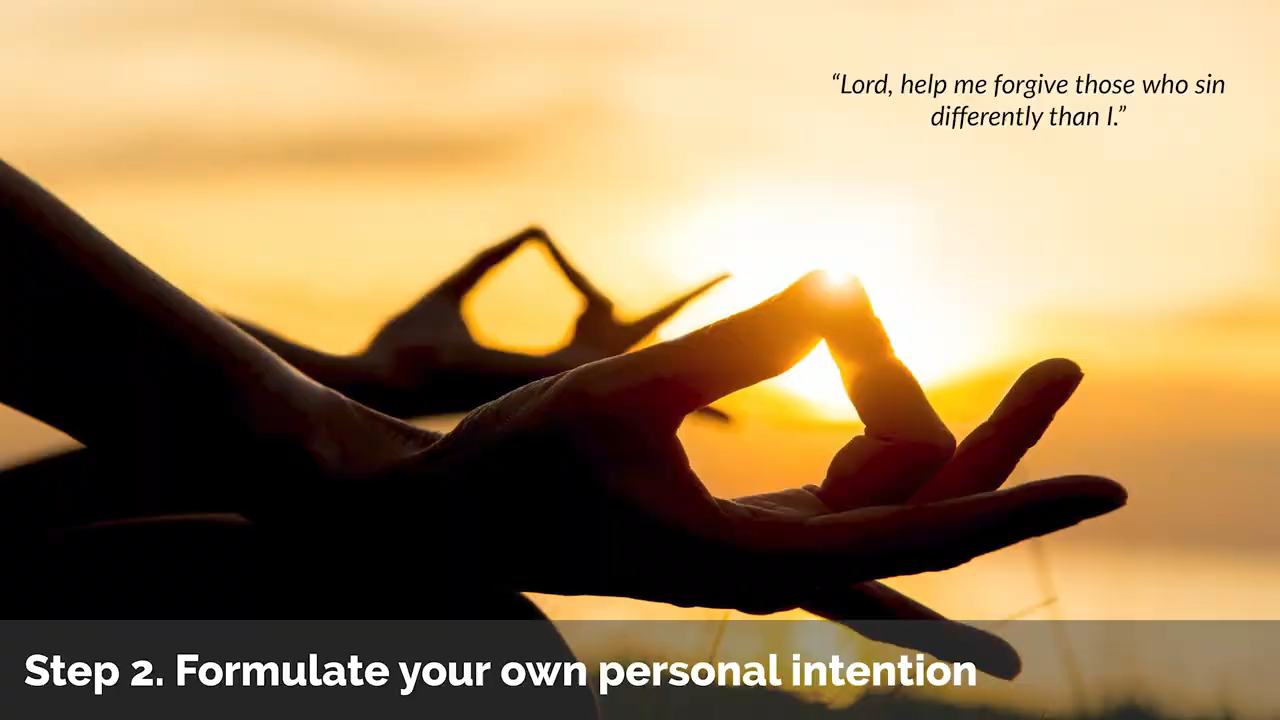 “Lord, help me forgive those who sin
differently than I.”
Step 2. Formulate your own personal intention